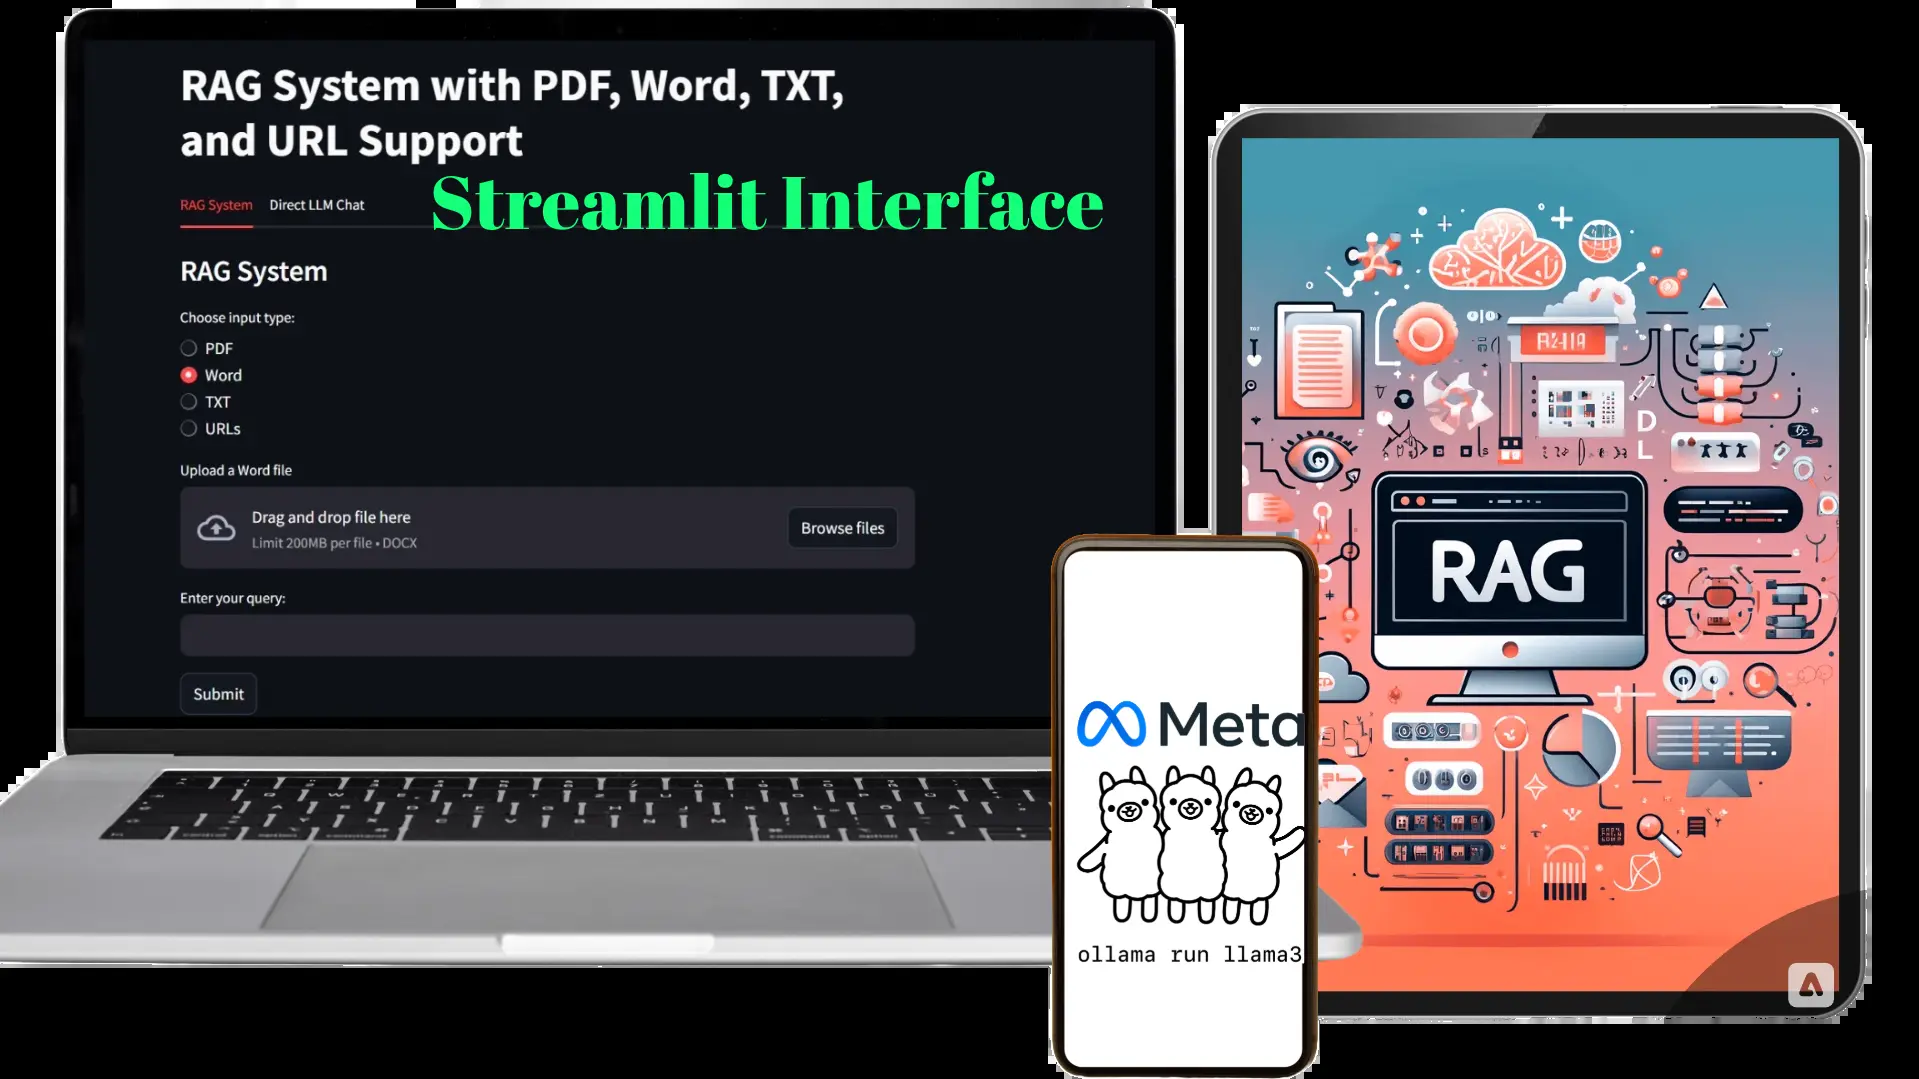 RAG System with PDF, Word, TXT,
and URL Support
Streamlit Interface
RAG System Direct LLM Chat
RAG System
Choose input type:
PDF
Word
TXT
URLs
Upload a Word file
Drag and drop file here
Limit 200MB per file • DOCX
Browse files
Enter your query:
Submit
Meta
ollama run llama3
D
L
RAG